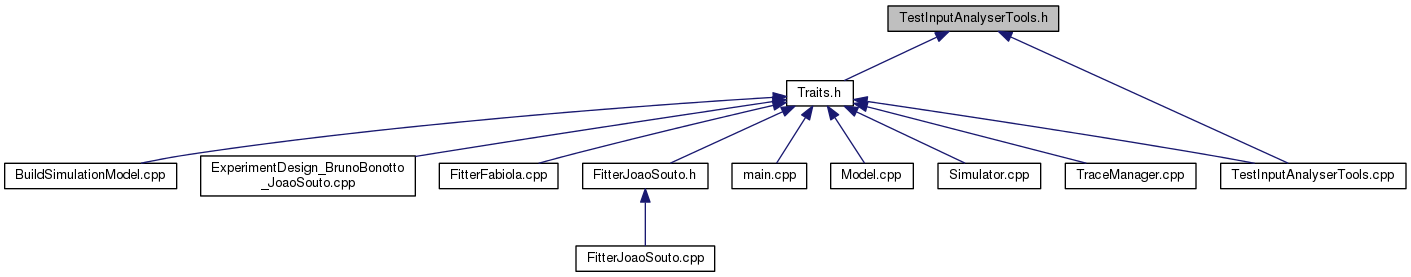 TestInputAnalyserTools.h
Traits.h
BuildSimulationModel.cpp
ExperimentDesign_BrunoBonotto
_JoaoSouto.cpp
FitterFabiola.cpp
FitterJoaoSouto.h
main.cpp
Model.cpp
Simulator.cpp
TraceManager.cpp
TestInputAnalyserTools.cpp
FitterJoaoSouto.cpp